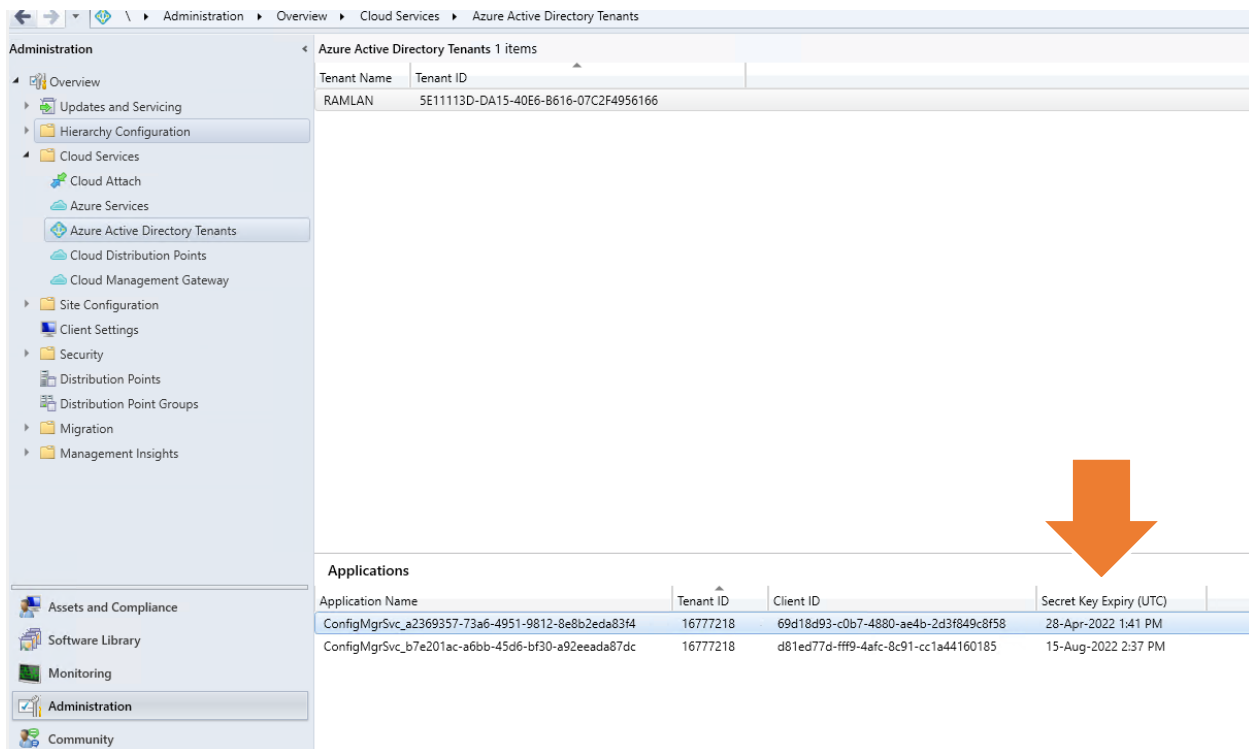 \ Administration Overview Cloud Services Azure Active Directory Tenants
Administration
Overview
Updates and Servicing
Hierarchy Configuration
Cloud Services
Cloud Attach
Azure Services
Azure Active Directory Tenants
Cloud Distribution Points
Cloud Management Gateway
Site Configuration
Client Settings
Security
Distribution Points
Distribution Point Groups
Migration
Management Insights
Assets and Compliance
Software Library
Monitoring
Administration
Community
Azure Active Directory Tenants 1 items
Tenant Name Tenant ID
RAMLAN 5E11113D-DA15-40E6-B616-07C2F4956166
Applications
Application Name Tenant ID Client ID Secret Key Expiry (UTC)
ConfigMgrSvc_a2369357-73a6-4951-9812-8e8b2eda83f4 16777218 69d18d93-c0b7-4880-ae4b-2d3f849c8f58 28-Apr-2022 1:41 PM
ConfigMgrSvc_b7e201ac-a6bb-45d6-bf30-a92eeada87dc 16777218 d81ed77d-fff9-4afc-8c91-cc1a44160185 15-Aug-2022 2:37 PM